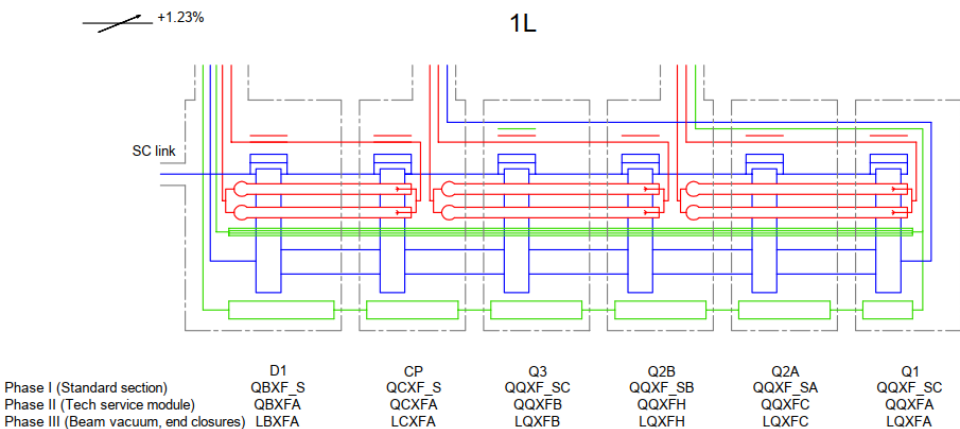 +1.23%
1L
SC link
D1 CP Q3 Q2B Q2A Q1
Phase I (Standard section) QBXF_S QCXF_S QQXF_SC QQXF_SB QQXF_SA QQXF_SC
Phase II (Tech service module) QBXFA QCXFA QQXFB QQXFH QQXFC QQXFA
Phase III (Beam vacuum, end closures) LBXFA LCXFA LQXFB LQXFH LQXFC LQXFA